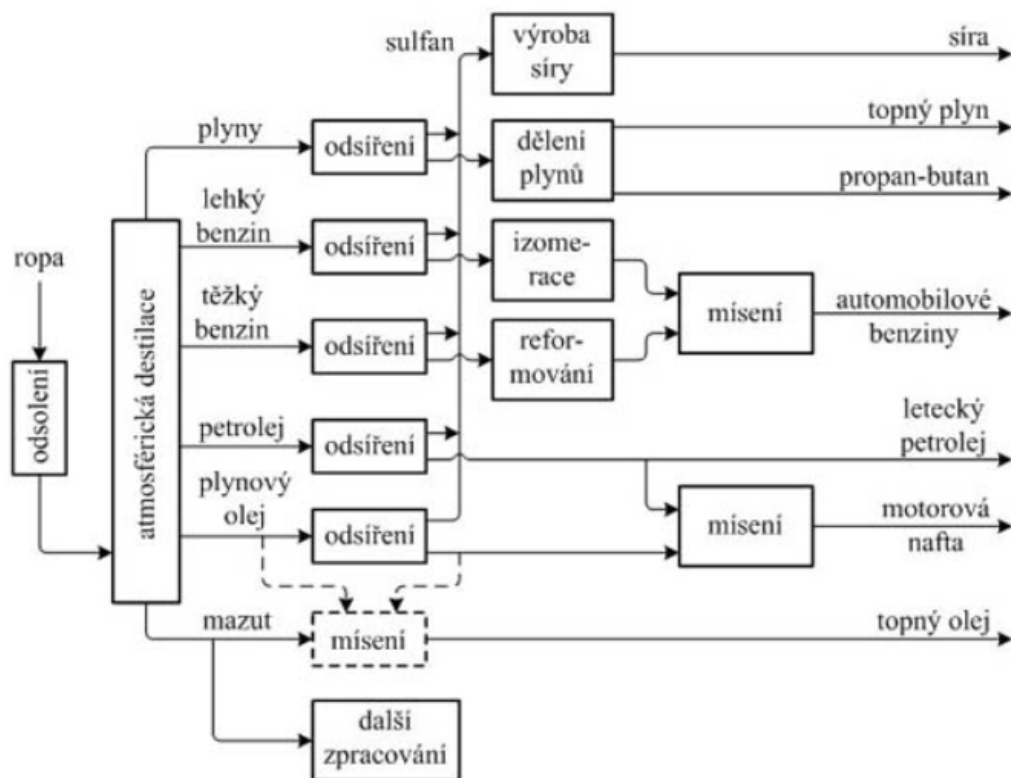 sulfan
výroba
síry
síra
plyny
odsíření
dělení
plynů
topný plyn
propan-butan
lehký
benzin
odsíření
izome-
race
ropa
těžký
benzin
odsíření
refor-
mování
mísení
automobilové
benziny
odsolení
atmosférická destilace
petrolej
odsíření
letecký
petrolej
plynový
olej
odsíření
mísení
motorová
nafta
mazut
mísení
topný olej
další
zpracování